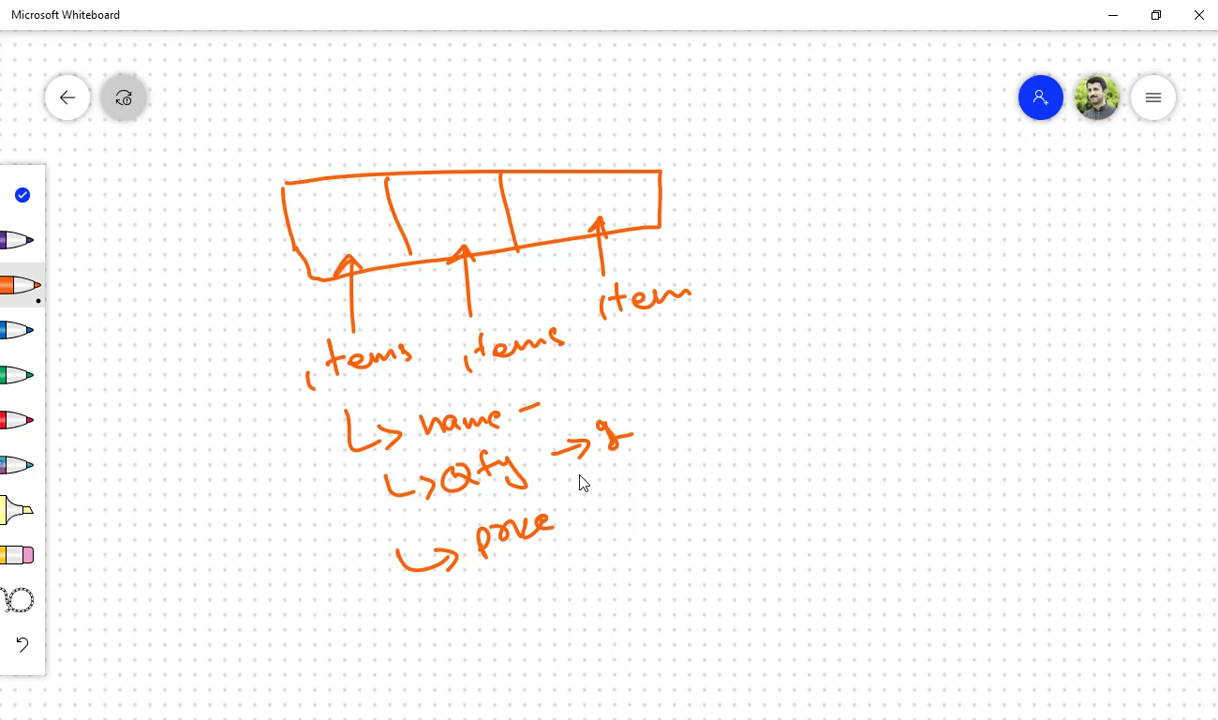 Microsoft Whiteboard
item
items
items
name -
Qty
price